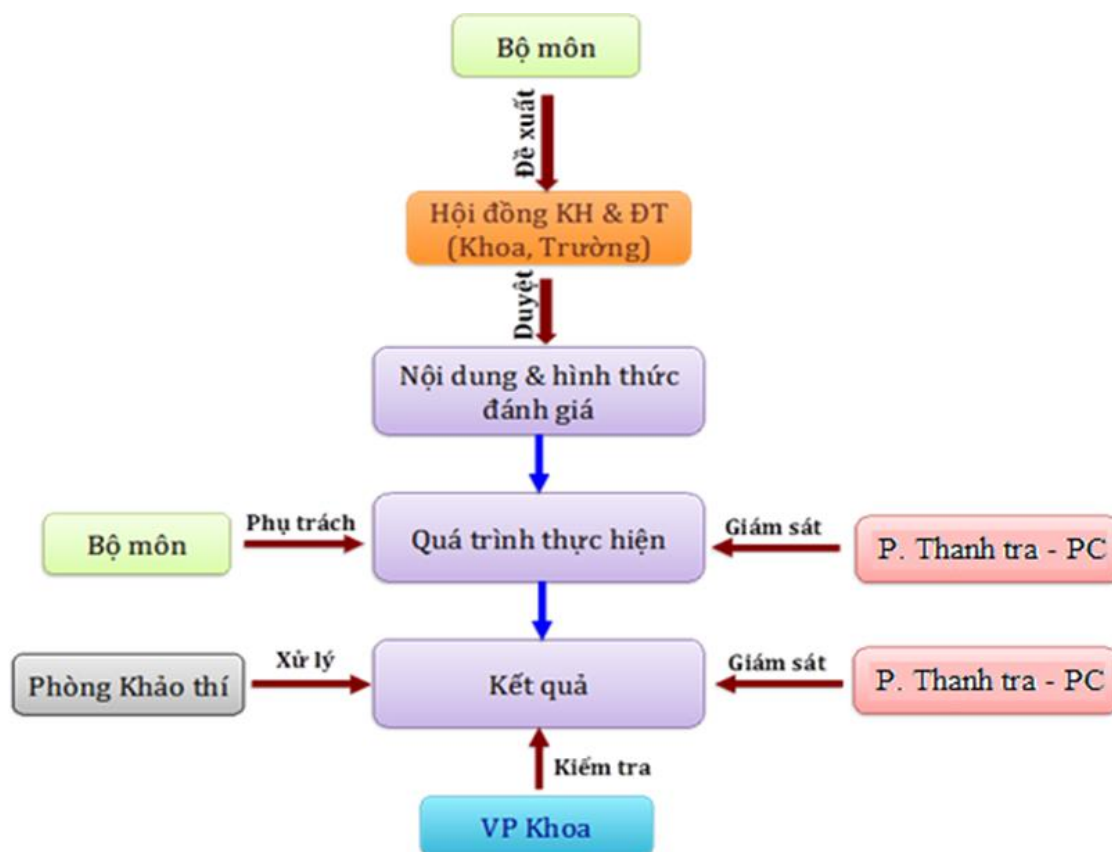 Bộ môn
Đề xuất
Hội đồng KH & ĐT
(Khoa, Trường)
Duyệt
Nội dung & hình thức
đánh giá
Bộ môn
Phụ trách
Quá trình thực hiện
Giám sát
P. Thanh tra - PC
Phòng Khảo thí
Xử lý
Kết quả
Giám sát
P. Thanh tra - PC
Kiểm tra
VP Khoa